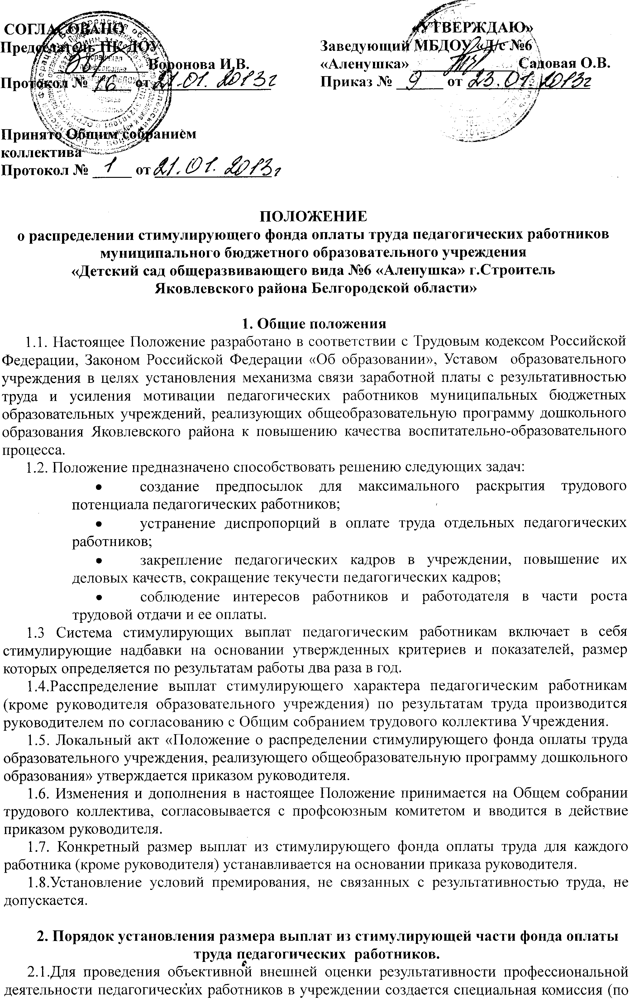 СОГЛАСОВАНО
Председатель ПК ДОУ
Воронова И.В.
Протокол № 16 от 21.01.2013г
Принято Общим собранием
коллектива
Протокол № 1 от 21.01.2013г
«УТВЕРЖДАЮ»
Заведующий МБДОУ «Д/с №6
«Аленушка» Садовая О.В.
Приказ № 9 от 23.01.2013г
ПОЛОЖЕНИЕ
о распределении стимулирующего фонда оплаты труда педагогических работников
муниципального бюджетного образовательного учреждения
«Детский сад общеразвивающего вида №6 «Аленушка» г.Строитель
Яковлевского района Белгородской области»
1. Общие положения
1.1. Настоящее Положение разработано в соответствии с Трудовым кодексом Российской
Федерации, Законом Российской Федерации «Об образовании», Уставом образовательного
учреждения в целях установления механизма связи заработной платы с результативностью
труда и усиления мотивации педагогических работников муниципальных бюджетных
образовательных учреждений, реализующих общеобразовательную программу дошкольного
образования Яковлевского района к повышению качества воспитательно-образовательного
процесса.
1.2. Положение предназначено способствовать решению следующих задач:
• создание предпосылок для максимального раскрытия трудового
потенциала педагогических работников;
• устранение диспропорций в оплате труда отдельных педагогических
работников;
• закрепление педагогических кадров в учреждении, повышение их
деловых качеств, сокращение текучести педагогических кадров;
• соблюдение интересов работников и работодателя в части роста
трудовой отдачи и ее оплаты.
1.3 Система стимулирующих выплат педагогическим работникам включает в себя
стимулирующие надбавки на основании утвержденных критериев и показателей, размер
которых определяется по результатам работы два раза в год.
1.4.Расспределение выплат стимулирующего характера педагогическим работникам
(кроме руководителя образовательного учреждения) по результатам труда производится
руководителем по согласованию с Общим собранием трудового коллектива Учреждения.
1.5. Локальный акт «Положение о распределении стимулирующего фонда оплаты труда
образовательного учреждения, реализующего общеобразовательную программу дошкольного
образования» утверждается приказом руководителя.
1.6. Изменения и дополнения в настоящее Положение принимается на Общем собрании
трудового коллектива, согласовывается с профсоюзным комитетом и вводится в действие
приказом руководителя.
1.7. Конкретный размер выплат из стимулирующего фонда оплаты труда для каждого
работника (кроме руководителя) устанавливается на основании приказа руководителя.
1.8.Установление условий премирования, не связанных с результативностью труда, не
допускается.
2. Порядок установления размера выплат из стимулирующей части фонда оплаты
труда педагогических работников.
2.1.Для проведения объективной внешней оценки результативности профессиональной
деятельности педагогических работников в учреждении создается специальная комиссия (по